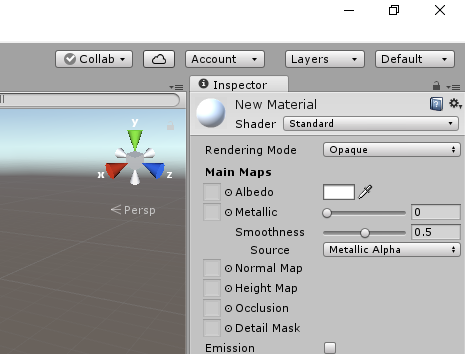 Collab Account Layers Default
Inspector
New Material
Shader Standard
y
x z
Persp
Rendering Mode Opaque
Main Maps
Albedo
Metallic 0
Smoothness 0.5
Source Metallic Alpha
Normal Map
Height Map
Occlusion
Detail Mask
Emission